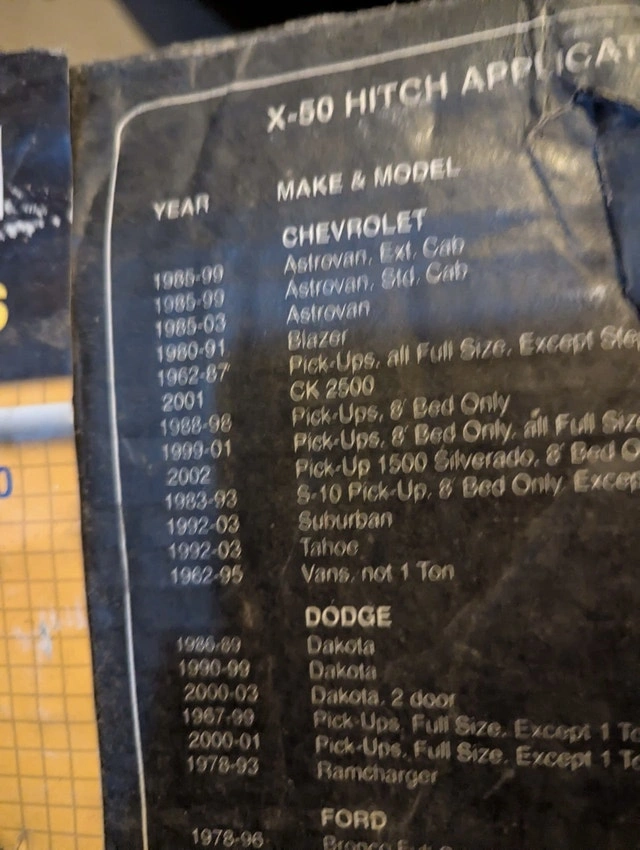 X-50 HITCH APPLICAT
YEAR MAKE & MODEL
CHEVROLET
1985-99 Astrovan, Ext. Cab
1985-99 Astrovan, Std. Cab
1985-03 Astrovan
1980-91 Blazer
1962-87 Pick-Ups, all Full Size, Except Ste
2001 CK 2500
1988-98 Pick-Ups, 8' Bed Only
1999-01 Pick-Ups, 8' Bed Only, all Full Size
2002 Pick-Up 1500 Silverado, 8' Bed O
1983-93 S-10 Pick-Up, 8' Bed Only Excep
1992-03 Suburban
1992-03 Tahoe
1962-95 Vans, not 1 Ton
DODGE
1986-89 Dakota
1990-99 Dakota
2000-03 Dakota, 2 door
1967-99 Pick-Ups, Full Size, Except 1 To
2000-01 Pick-Ups, Full Size, Except 1 To
1978-93 Ramcharger
FORD
1978-96 Bronco